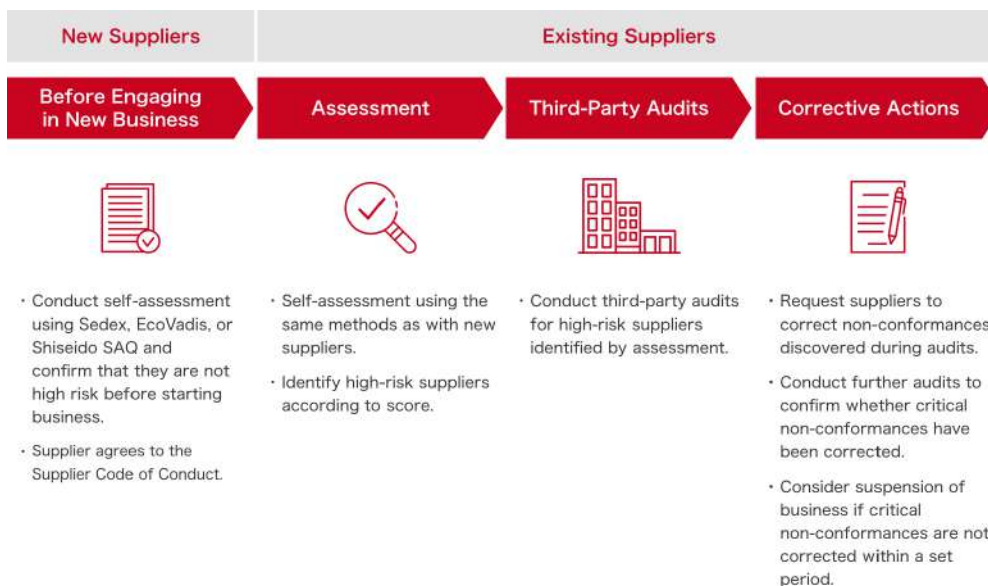 New Suppliers
Existing Suppliers
Before Engaging
in New Business
Assessment
Third-Party Audits
Corrective Actions
・Conduct self-assessment
using Sedex, EcoVadis, or
Shiseido SAQ and
confirm that they are not
high risk before starting
business.
・Supplier agrees to the
Supplier Code of Conduct.
・Self-assessment using the
same methods as with new
suppliers.
・Identify high-risk suppliers
according to score.
・Conduct third-party audits
for high-risk suppliers
identified by assessment.
・Request suppliers to
correct non-conformances
discovered during audits.
・Conduct further audits to
confirm whether critical
non-conformances have
been corrected.
・Consider suspension of
business if critical
non-conformances are not
corrected within a set
period.